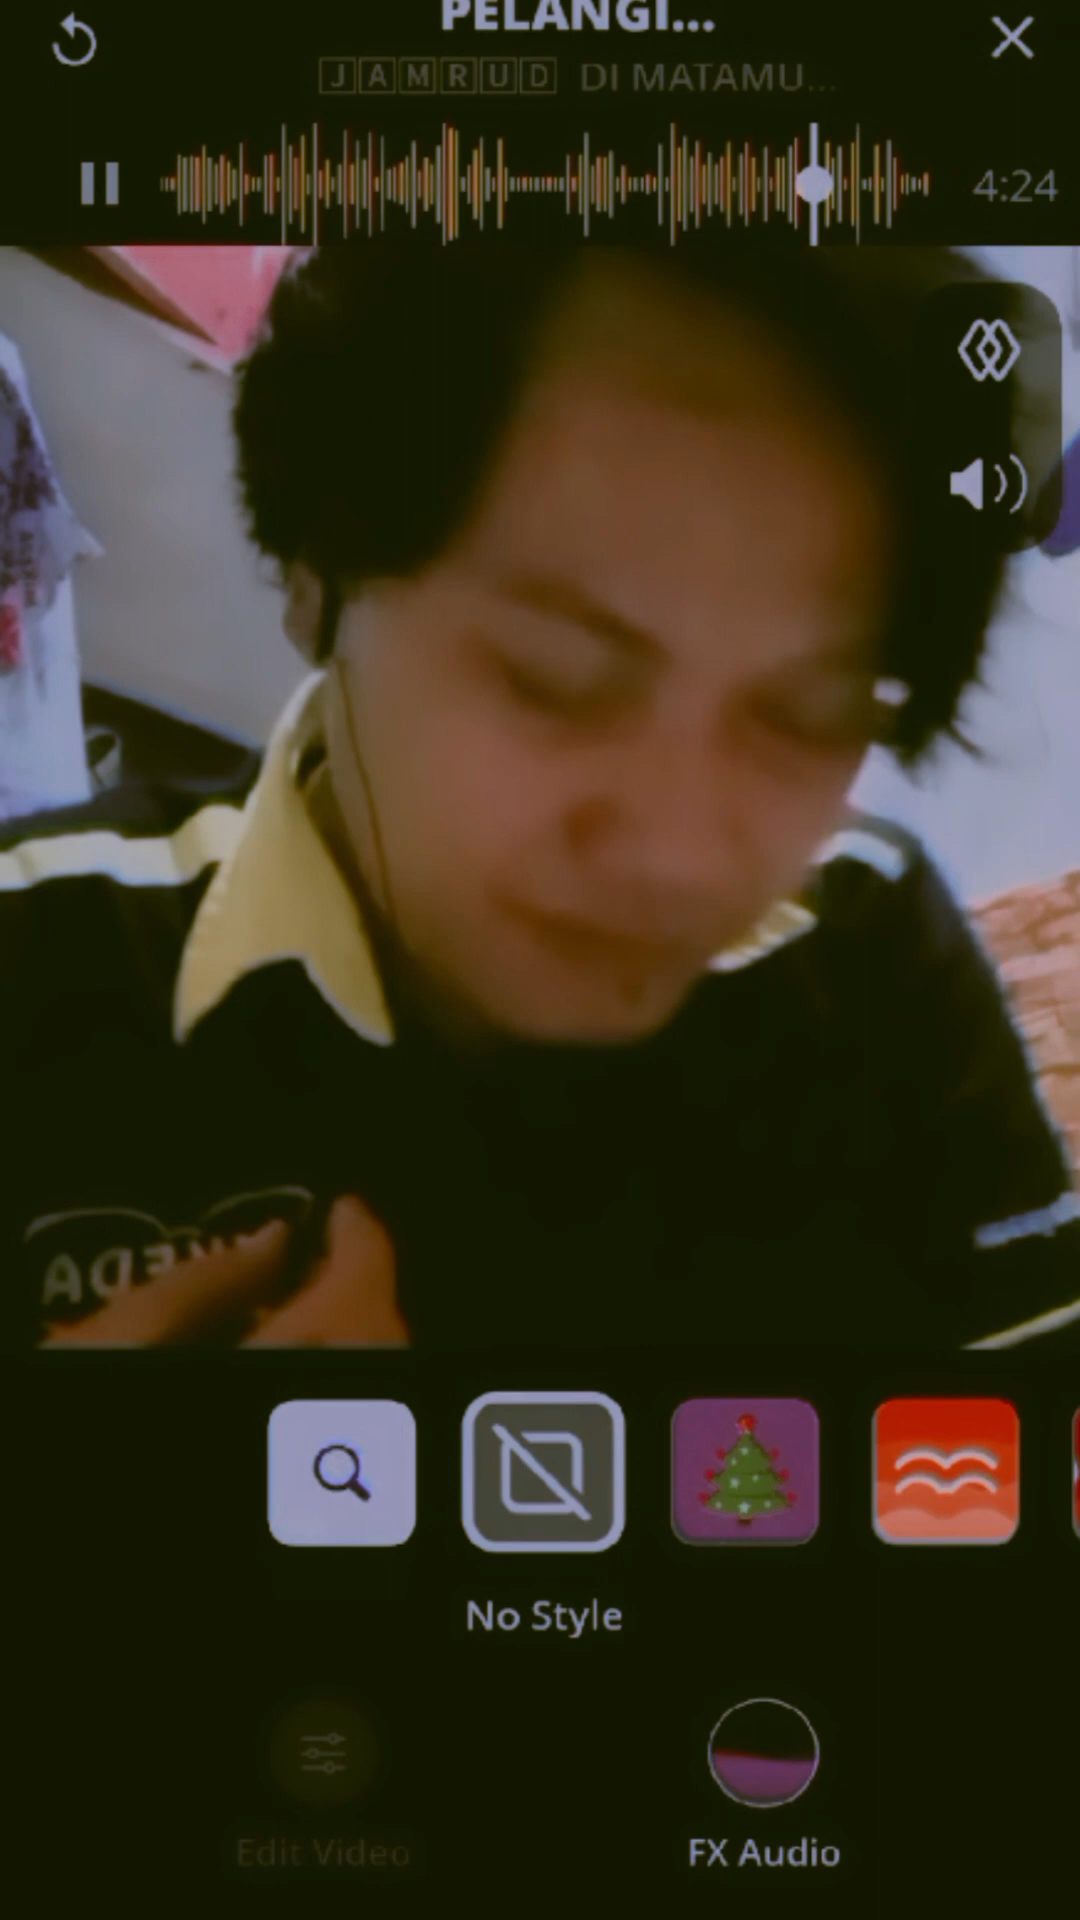 PELANGI...
🄹🄰🄼🅁🅄🄳 DI MATAMU...
4:24
No Style
Edit Video
FX Audio